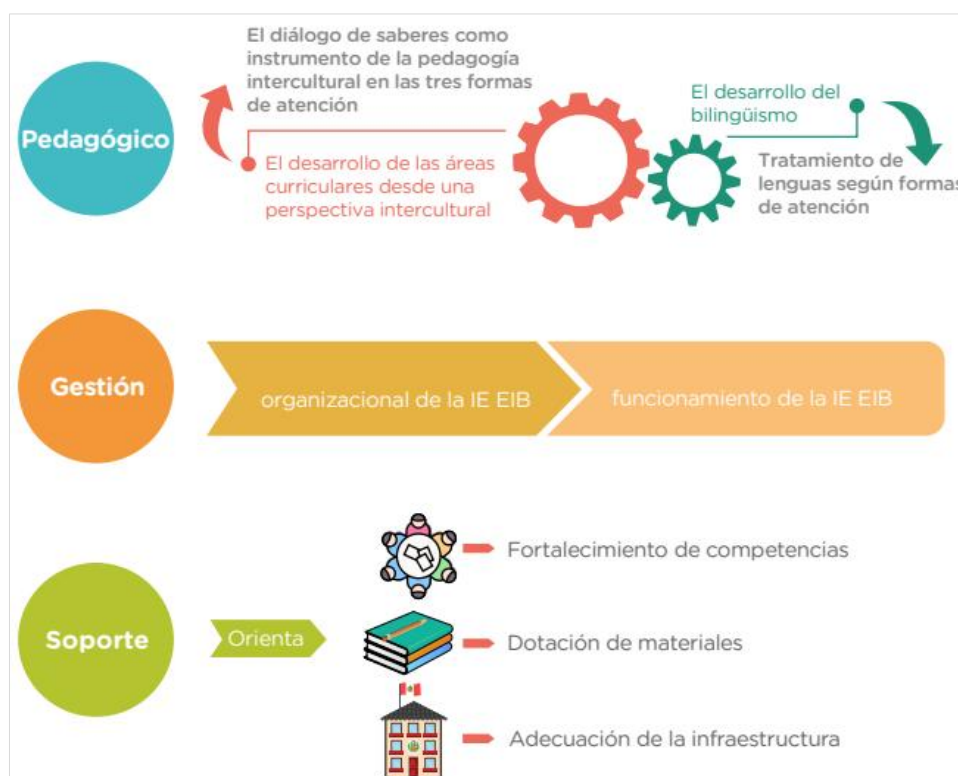 El diálogo de saberes como
instrumento de la pedagogía
intercultural en las tres formas
de atención
Pedagógico
El desarrollo de las áreas
curriculares desde una
perspectiva intercultural
El desarrollo del
bilingüismo
Tratamiento de
lenguas según formas
de atención
Gestión
organizacional de la IE EIB
funcionamiento de la IE EIB
Soporte
Orienta
Fortalecimiento de competencias
Dotación de materiales
Adecuación de la infraestructura